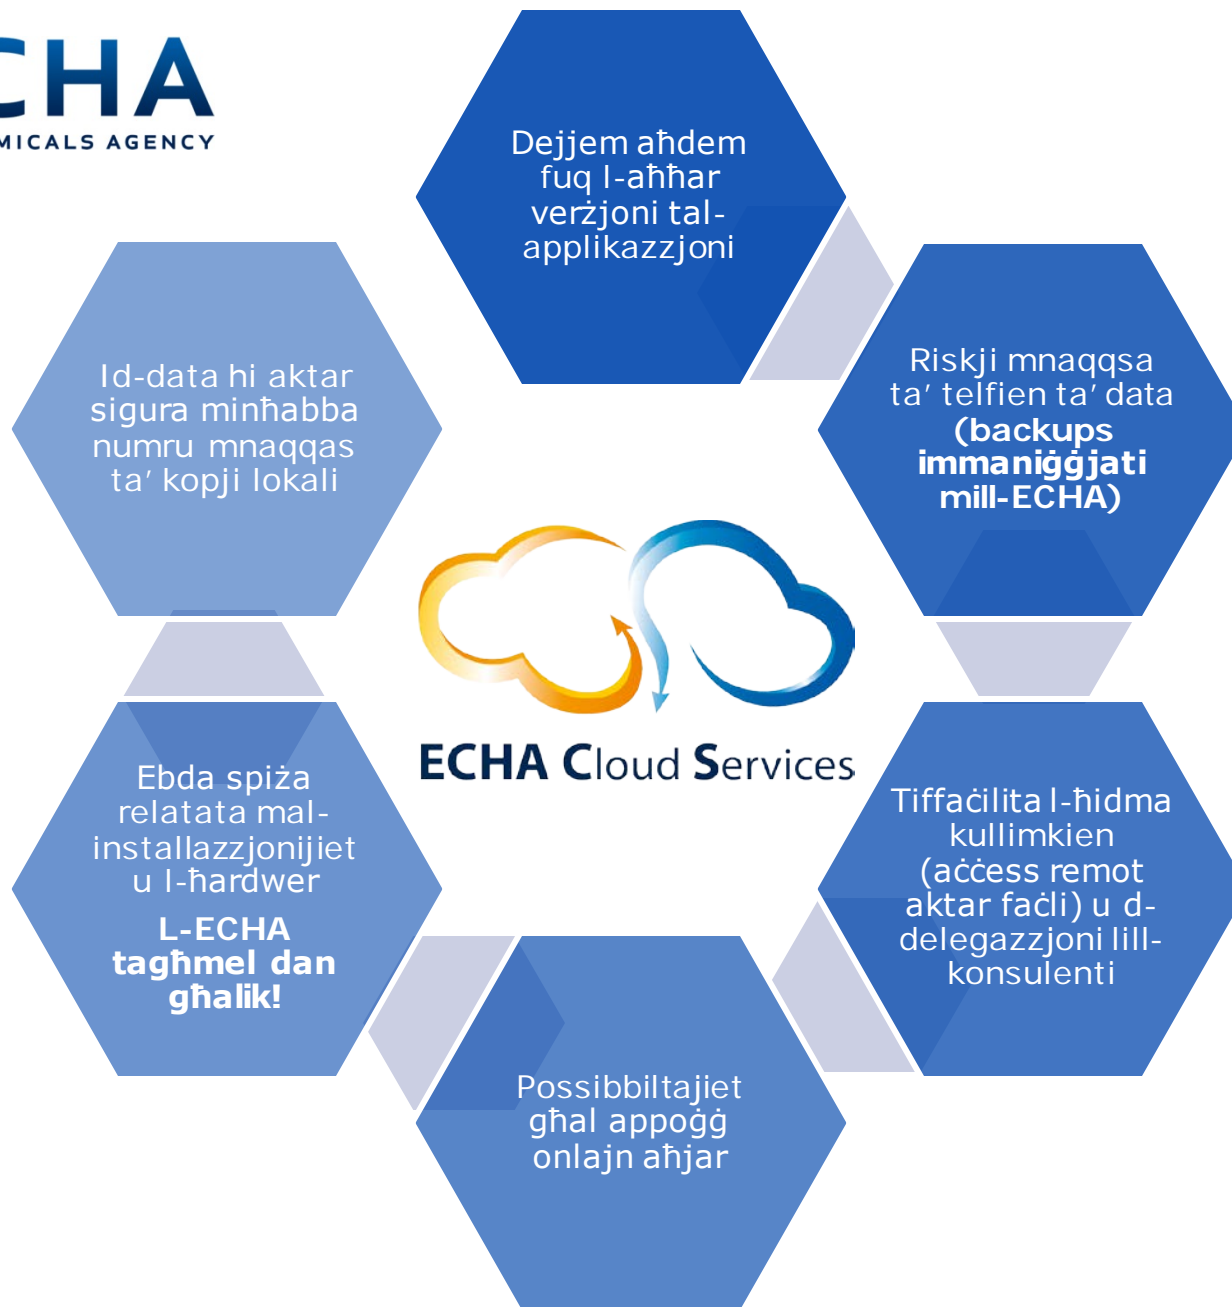 CHA
MICALS AGENCY
Dejjem aħdem
fuq l-aħħar
verżjoni tal-
applikazzjoni
Riskji mnaqqsa
ta’ telfien ta’ data
(backups
immaniġġjati
mill-ECHA)
Tiffaċilita l-ħidma
kullimkien
(aċċess remot
aktar faċli) u d-
delegazzjoni lill-
konsulenti
Possibbiltajiet
għal appoġġ
onlajn aħjar
Ebda spiża
relatata mal-
installazzjonijiet
u l-ħardwer
L-ECHA
tagħmel dan
għalik!
Id-data hi aktar
sigura minħabba
numru mnaqqas
ta’ kopji lokali
ECHA Cloud Services